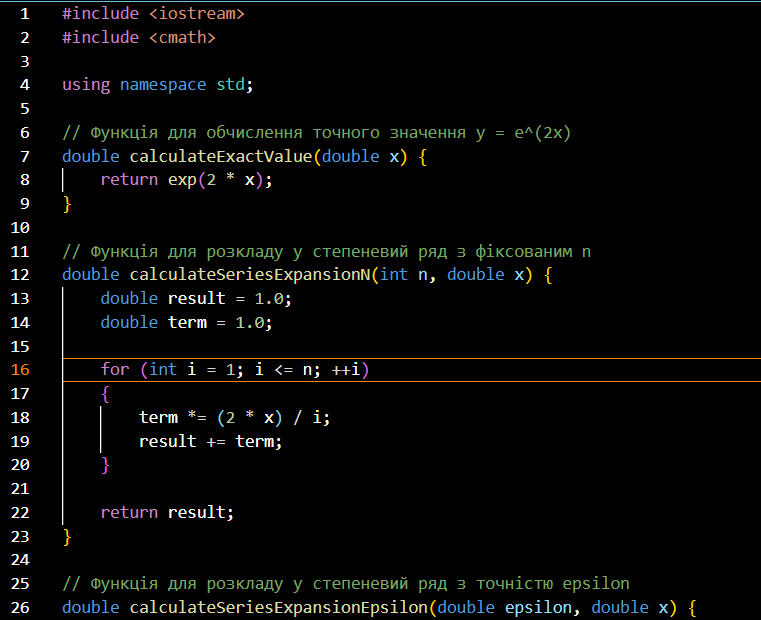 1 #include <iostream>
2 #include <cmath>
3
4 using namespace std;
5
6 // Функція для обчислення точного значення y = e^(2x)
7 double calculateExactValue(double x) {
8     return exp(2 * x);
9 }
10
11 // Функція для розкладу у степеневий ряд з фіксованим n
12 double calculateSeriesExpansionN(int n, double x) {
13     double result = 1.0;
14     double term = 1.0;
15
16     for (int i = 1; i <= n; ++i)
17     {
18         term *= (2 * x) / i;
19         result += term;
20     }
21
22     return result;
23 }
24
25 // Функція для розкладу у степеневий ряд з точністю epsilon
26 double calculateSeriesExpansionEpsilon(double epsilon, double x) {